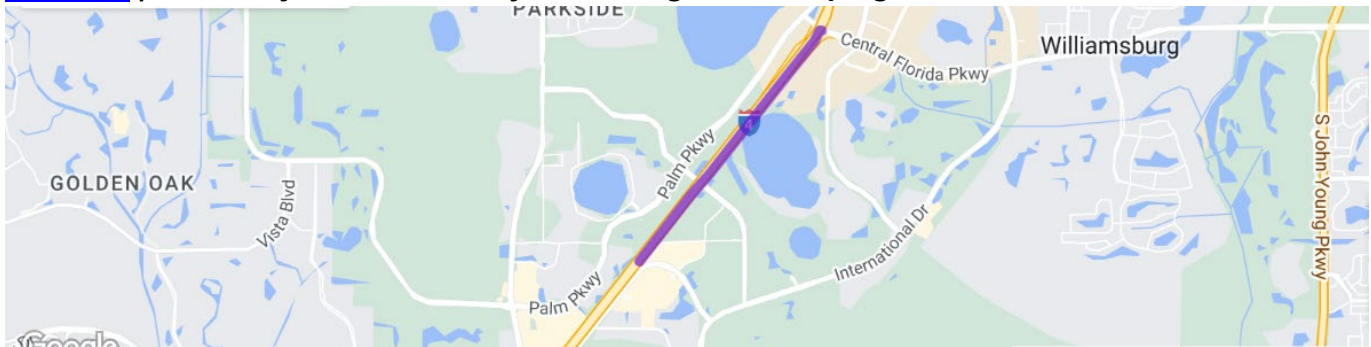 PARKSIDE
Central Florida Pkwy
Williamsburg
4
Palm Pkwy
S John Young Pkwy
GOLDEN OAK
Vista Blvd
International Dr
Palm Pkwy
Google